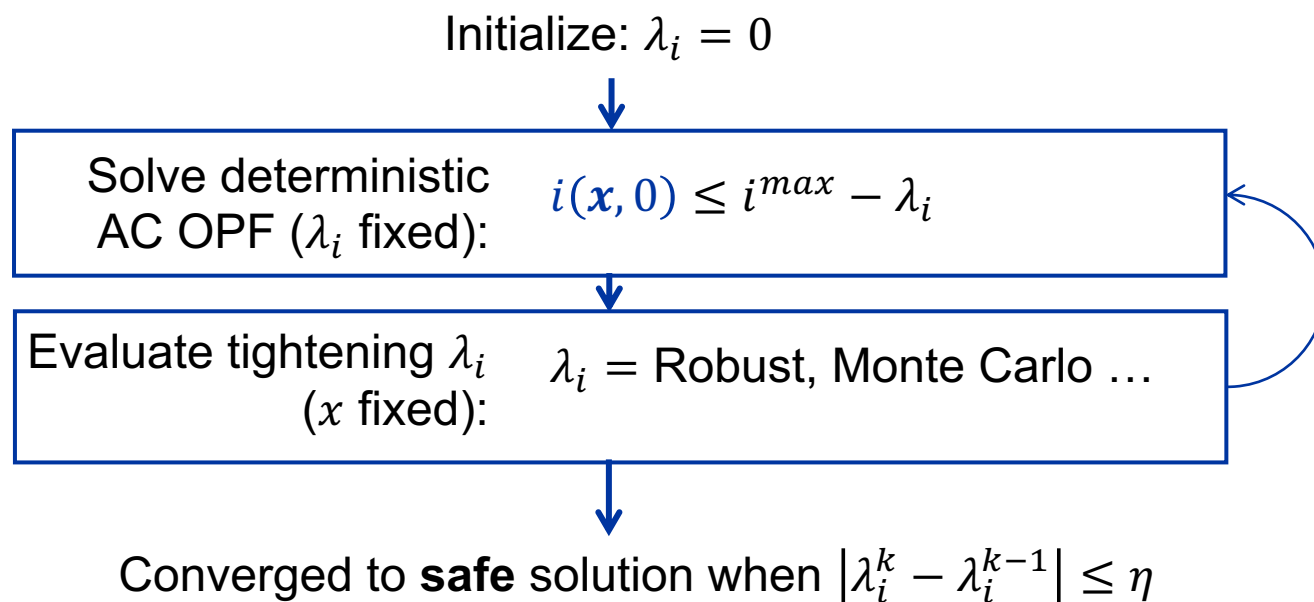 Initialize: λ_i = 0
Solve deterministic
AC OPF (λ_i fixed):
i(x, 0) ≤ i^{max} − λ_i
Evaluate tightening λ_i
(x fixed):
λ_i = Robust, Monte Carlo …
Converged to safe solution when |λ_i^k − λ_i^{k−1}| ≤ η